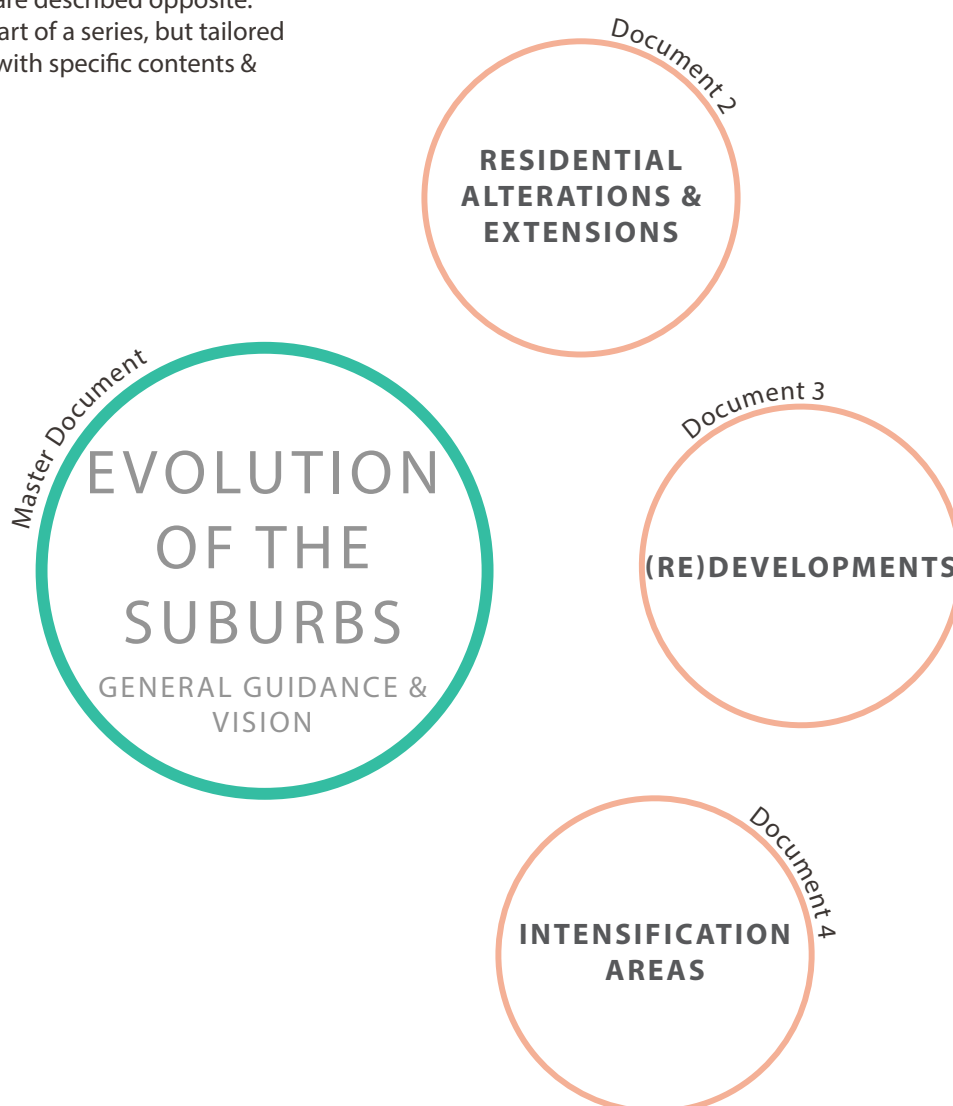 are described opposite.
art of a series, but tailored
with specific contents &
Document 2
RESIDENTIAL
ALTERATIONS &
EXTENSIONS
Master Document
EVOLUTION
OF THE
SUBURBS
GENERAL GUIDANCE &
VISION
Document 3
(RE)DEVELOPMENTS
Document 4
INTENSIFICATION
AREAS